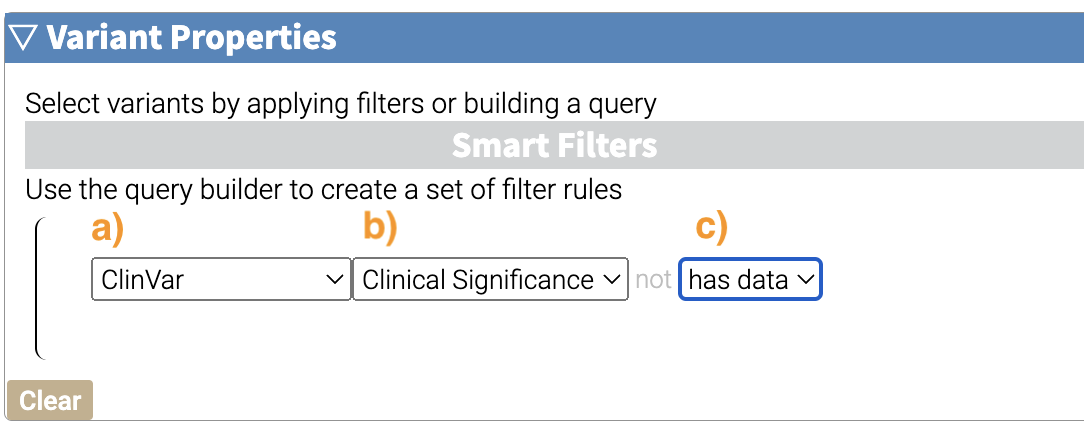 Variant Properties
Select variants by applying filters or building a query
Smart Filters
Use the query builder to create a set of filter rules
a) b) c)
ClinVar Clinical Significance not has data
Clear